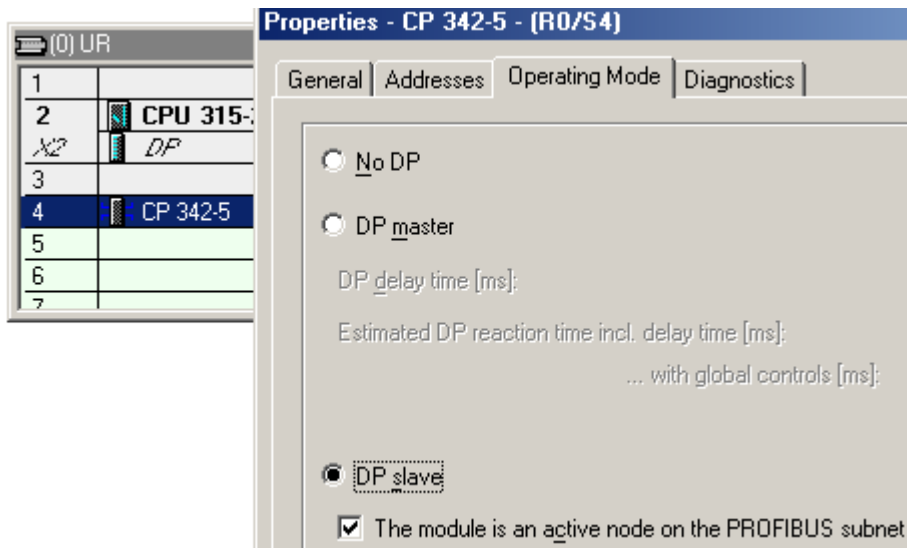 (0) UR
1
2 CPU 315-
X2 DP
3
4 CP 342-5
5
6
7
Properties - CP 342-5 - (R0/S4)
General Addresses Operating Mode Diagnostics
No DP
DP master
DP delay time [ms]:
Estimated DP reaction time incl. delay time [ms]:
... with global controls [ms]:
DP slave
The module is an active node on the PROFIBUS subnet